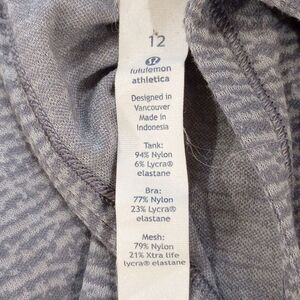 12
lululemon
athletica
Designed in
Vancouver
Made in
Indonesia
Tank:
94% Nylon
6% Lycra®
elastane
Bra:
77% Nylon
23% Lycra®
elastane
Mesh:
79% Nylon
21% Xtra life
lycra® elastane